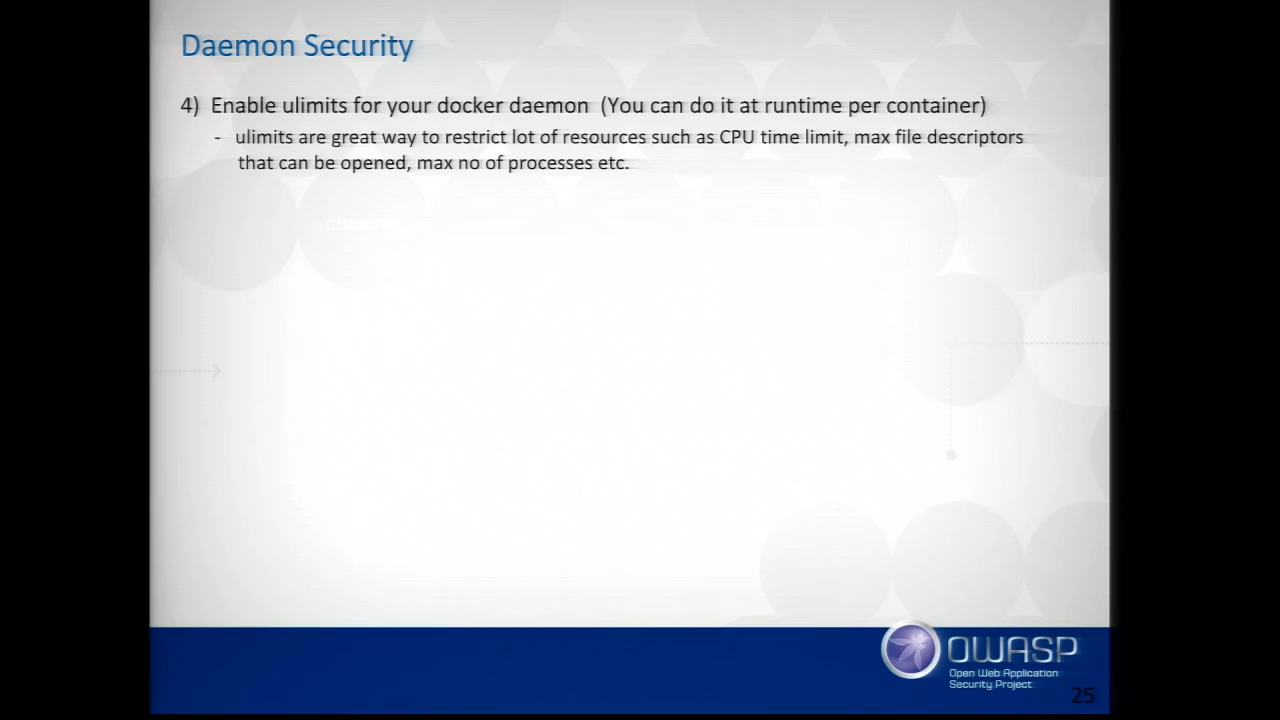 Daemon Security
4) Enable ulimits for your docker daemon (You can do it at runtime per container)
- ulimits are great way to restrict lot of resources such as CPU time limit, max file descriptors
that can be opened, max no of processes etc.
OWASP
Open Web Application
Security Project
25